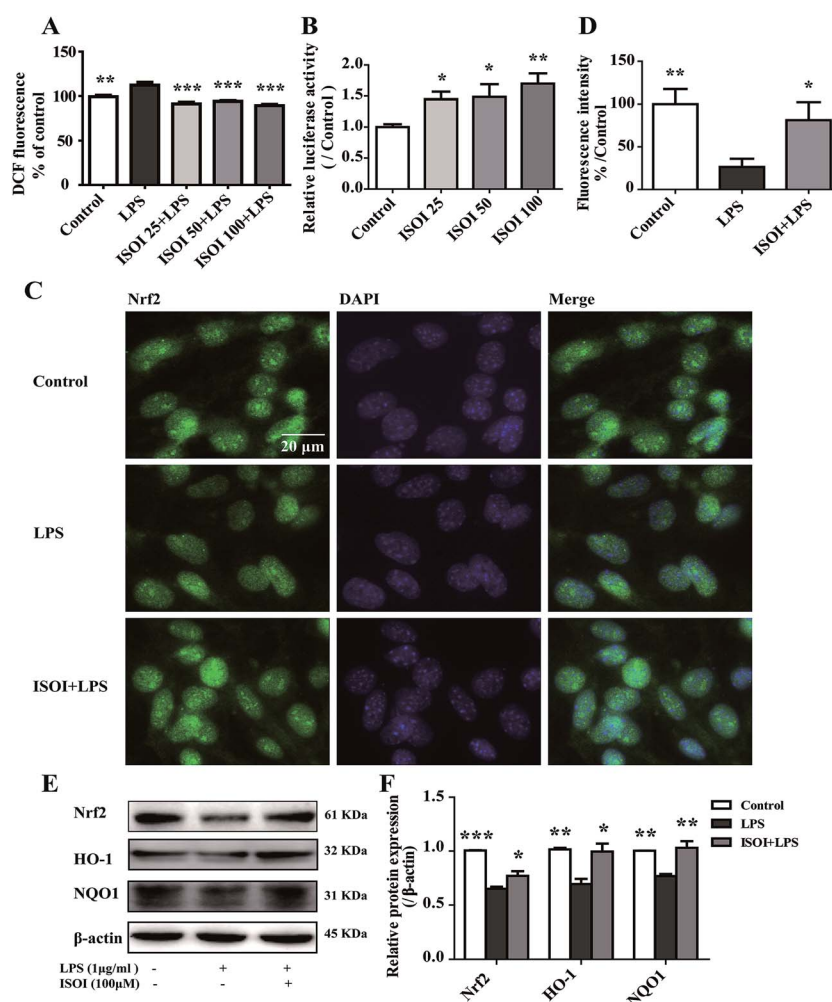 A
DCF fluorescence
% of control
150
100
50
0
**
***
***
***
Control
LPS
ISOI 25+LPS
ISOI 50+LPS
ISOI 100+LPS
B
Relative luciferase activity
( / Control )
2.0
1.5
1.0
0.5
0.0
*
*
**
Control
ISOI 25
ISOI 50
ISOI 100
D
Fluorescence intensity
% /Control
150
100
50
0
**
*
Control
LPS
ISOI+LPS
C
Nrf2
DAPI
Merge
Control
20 μm
LPS
ISOI+LPS
E
Nrf2
61 KDa
HO-1
32 KDa
NQO1
31 KDa
β-actin
45 KDa
LPS (1μg/ml ) - + +
ISOI (100μM) - - +
F
Relative protein expression
(/β-actin)
1.5
1.0
0.5
0.0
***
*
**
*
**
**
Control
LPS
ISOI+LPS
Nrf2
HO-1
NQO1